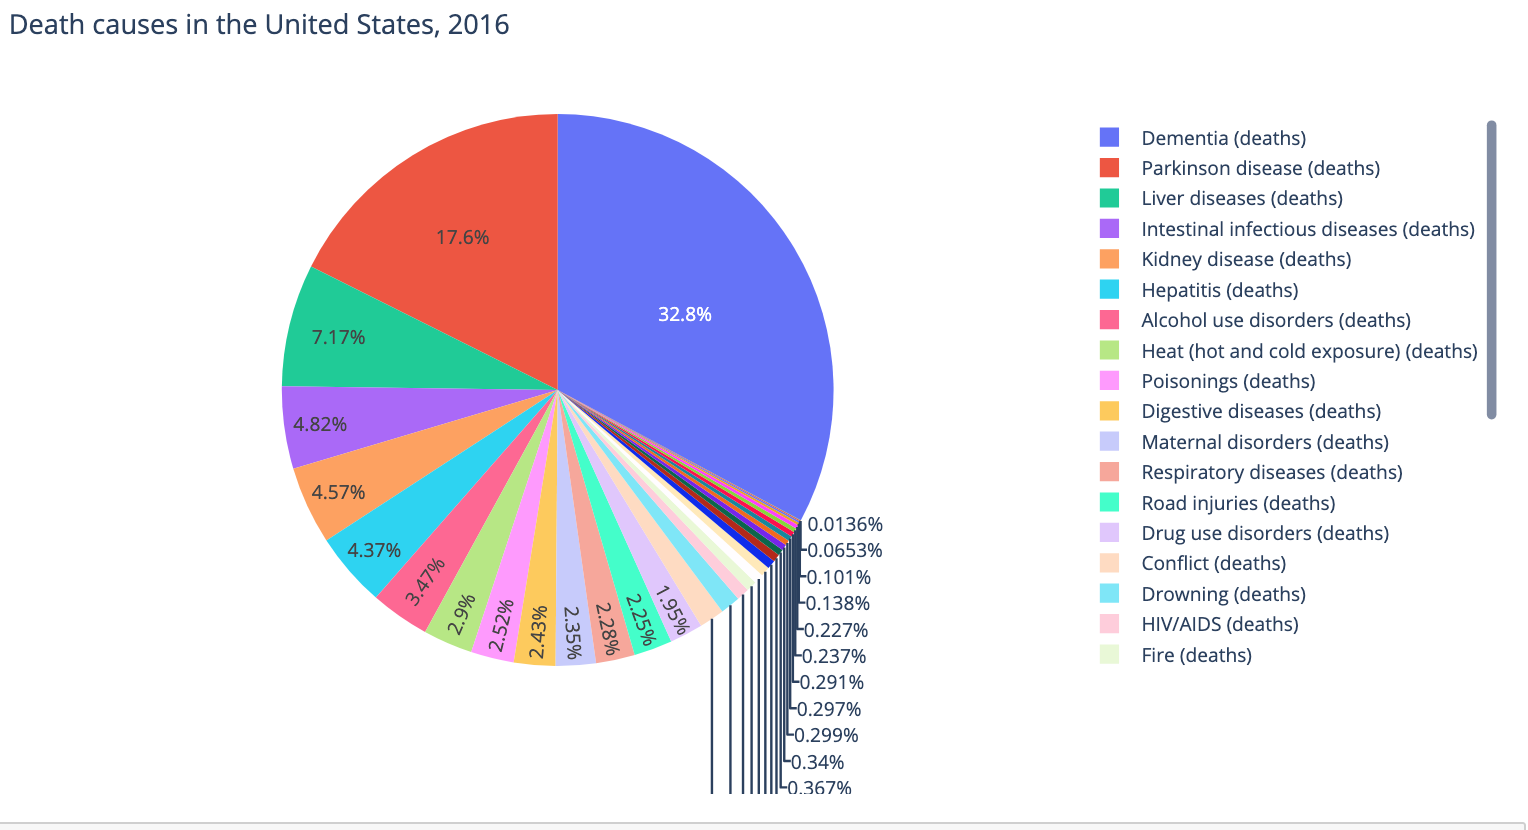 Death causes in the United States, 2016
32.8%
17.6%
7.17%
4.82%
4.57%
4.37%
3.47%
2.9%
2.52%
2.43%
2.35%
2.28%
2.25%
1.95%
0.0136%
0.0653%
0.101%
0.138%
0.227%
0.237%
0.291%
0.297%
0.299%
0.34%
0.367%
Dementia (deaths)
Parkinson disease (deaths)
Liver diseases (deaths)
Intestinal infectious diseases (deaths)
Kidney disease (deaths)
Hepatitis (deaths)
Alcohol use disorders (deaths)
Heat (hot and cold exposure) (deaths)
Poisonings (deaths)
Digestive diseases (deaths)
Maternal disorders (deaths)
Respiratory diseases (deaths)
Road injuries (deaths)
Drug use disorders (deaths)
Conflict (deaths)
Drowning (deaths)
HIV/AIDS (deaths)
Fire (deaths)